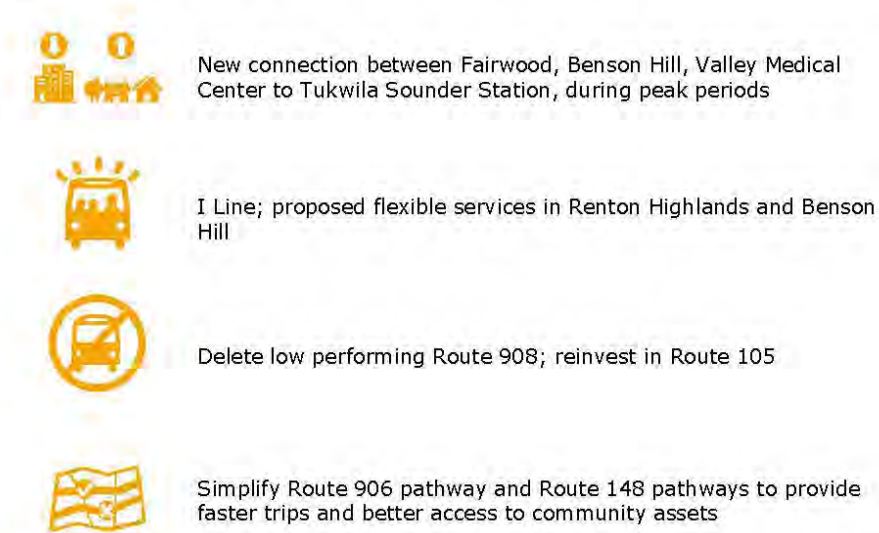 New connection between Fairwood, Benson Hill, Valley Medical
Center to Tukwila Sounder Station, during peak periods
I Line; proposed flexible services in Renton Highlands and Benson
Hill
Delete low performing Route 908; reinvest in Route 105
Simplify Route 906 pathway and Route 148 pathways to provide
faster trips and better access to community assets